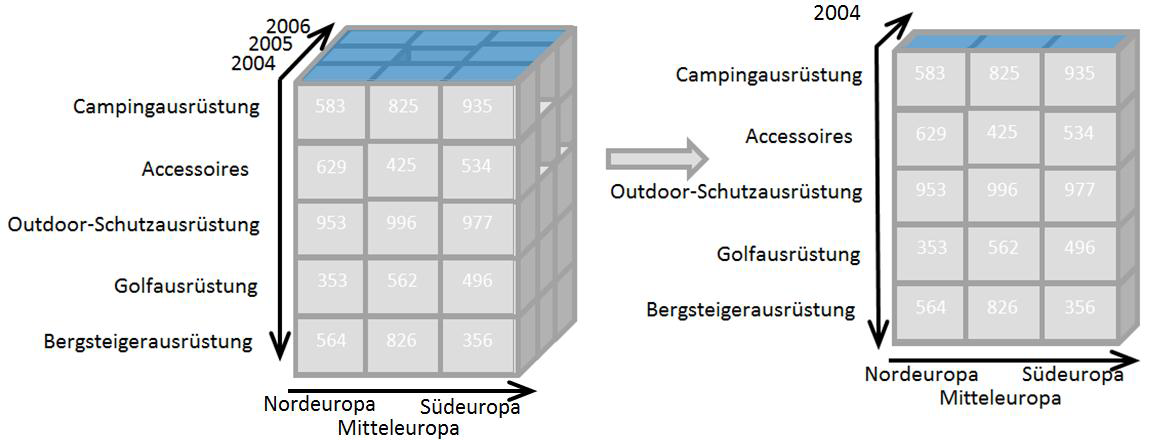 2006
2005
2004
Campingausrüstung 583 825 935
Accessoires 629 425 534
Outdoor-Schutzausrüstung 953 996 977
Golfausrüstung 353 562 496
Bergsteigerausrüstung 564 826 356
Nordeuropa Südeuropa
Mitteleuropa
2004
Campingausrüstung 583 825 935
Accessoires 629 425 534
Outdoor-Schutzausrüstung 953 996 977
Golfausrüstung 353 562 496
Bergsteigerausrüstung 564 826 356
Nordeuropa Südeuropa
Mitteleuropa